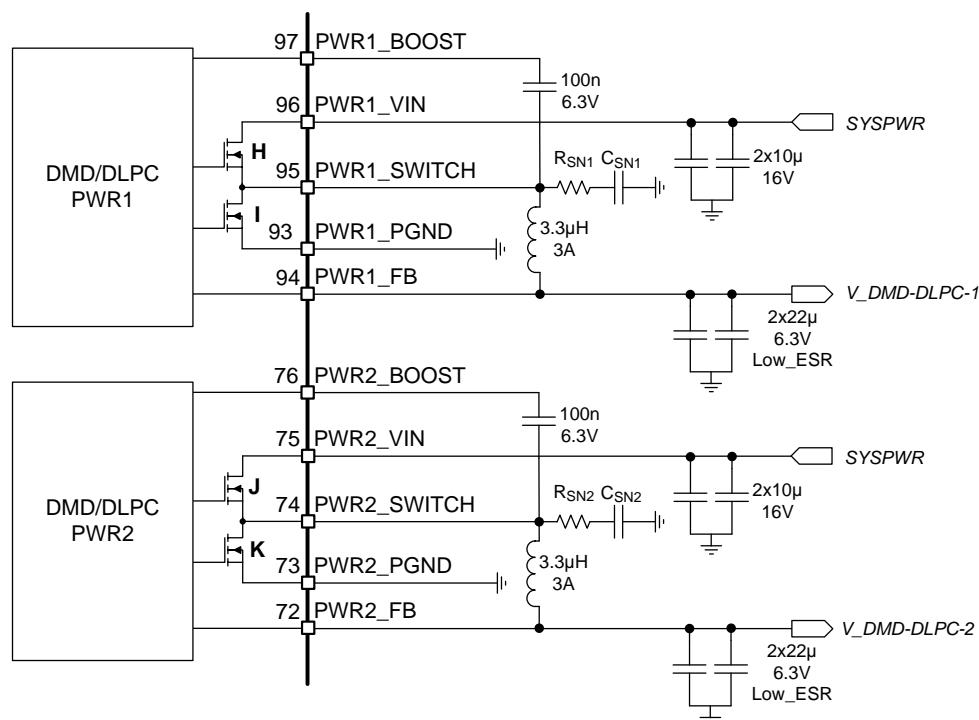 97 PWR1_BOOST
100n
6.3V
96 PWR1_VIN
SYSPWR
H
RSN1 CSN1
2x10µ
16V
DMD/DLPC
PWR1
95 PWR1_SWITCH
I
3.3µH
3A
93 PWR1_PGND
94 PWR1_FB
V_DMD-DLPC-1
2x22µ
6.3V
Low_ESR
76 PWR2_BOOST
100n
6.3V
75 PWR2_VIN
SYSPWR
J
RSN2 CSN2
2x10µ
16V
DMD/DLPC
PWR2
74 PWR2_SWITCH
K
3.3µH
3A
73 PWR2_PGND
72 PWR2_FB
V_DMD-DLPC-2
2x22µ
6.3V
Low_ESR